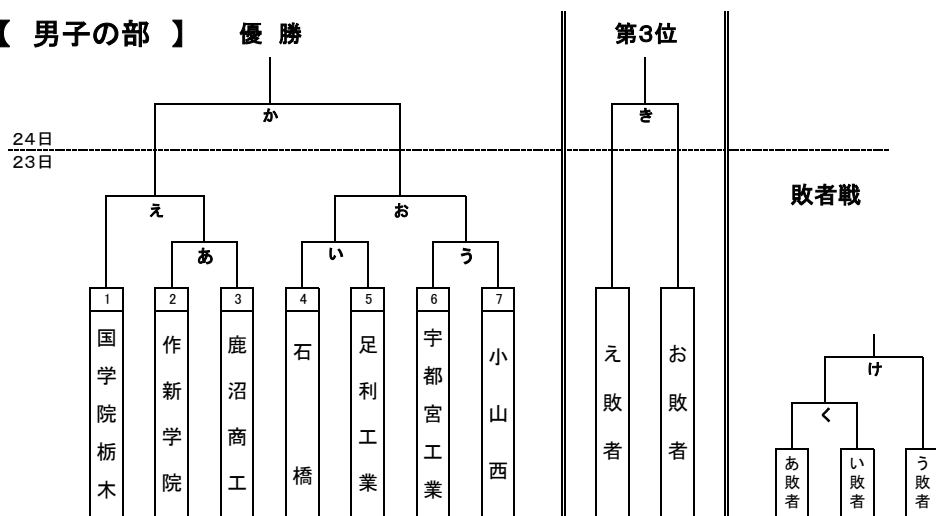 【 男子の部 】 優 勝
第3位
か
き
24日
23日
敗者戦
え
お
あ
い
う
1
2
3
4
5
6
7
国学院栃木
作新学院
鹿沼商工
石橋
足利工業
宇都宮工業
小山西
え敗者
お敗者
け
く
あ敗者
い敗者
う敗者